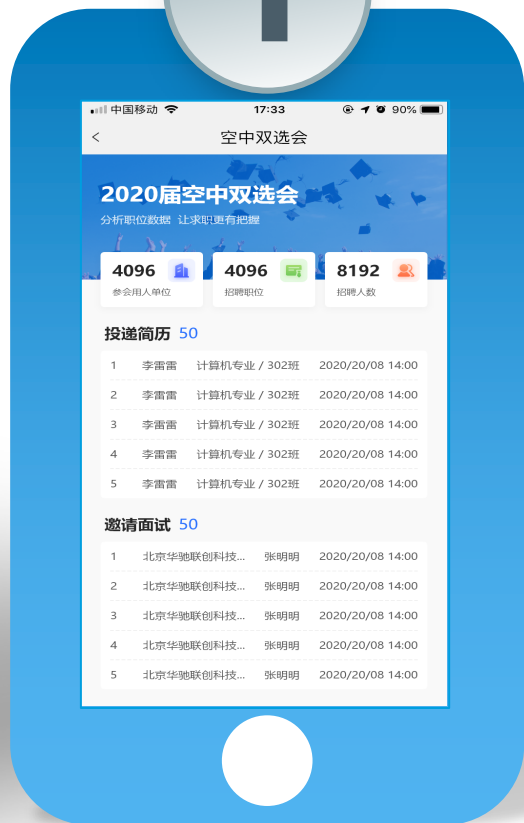 中国移动 17:33 90%
< 空中双选会
2020届空中双选会
分析职位数据 让求职更有把握
4096 4096 8192
参会用人单位 招聘职位 招聘人数
投递简历 50
1 李雷雷 计算机专业 / 302班 2020/20/08 14:00
2 李雷雷 计算机专业 / 302班 2020/20/08 14:00
3 李雷雷 计算机专业 / 302班 2020/20/08 14:00
4 李雷雷 计算机专业 / 302班 2020/20/08 14:00
5 李雷雷 计算机专业 / 302班 2020/20/08 14:00
邀请面试 50
1 北京华驰联创科技... 张明明 2020/20/08 14:00
2 北京华驰联创科技... 张明明 2020/20/08 14:00
3 北京华驰联创科技... 张明明 2020/20/08 14:00
4 北京华驰联创科技... 张明明 2020/20/08 14:00
5 北京华驰联创科技... 张明明 2020/20/08 14:00